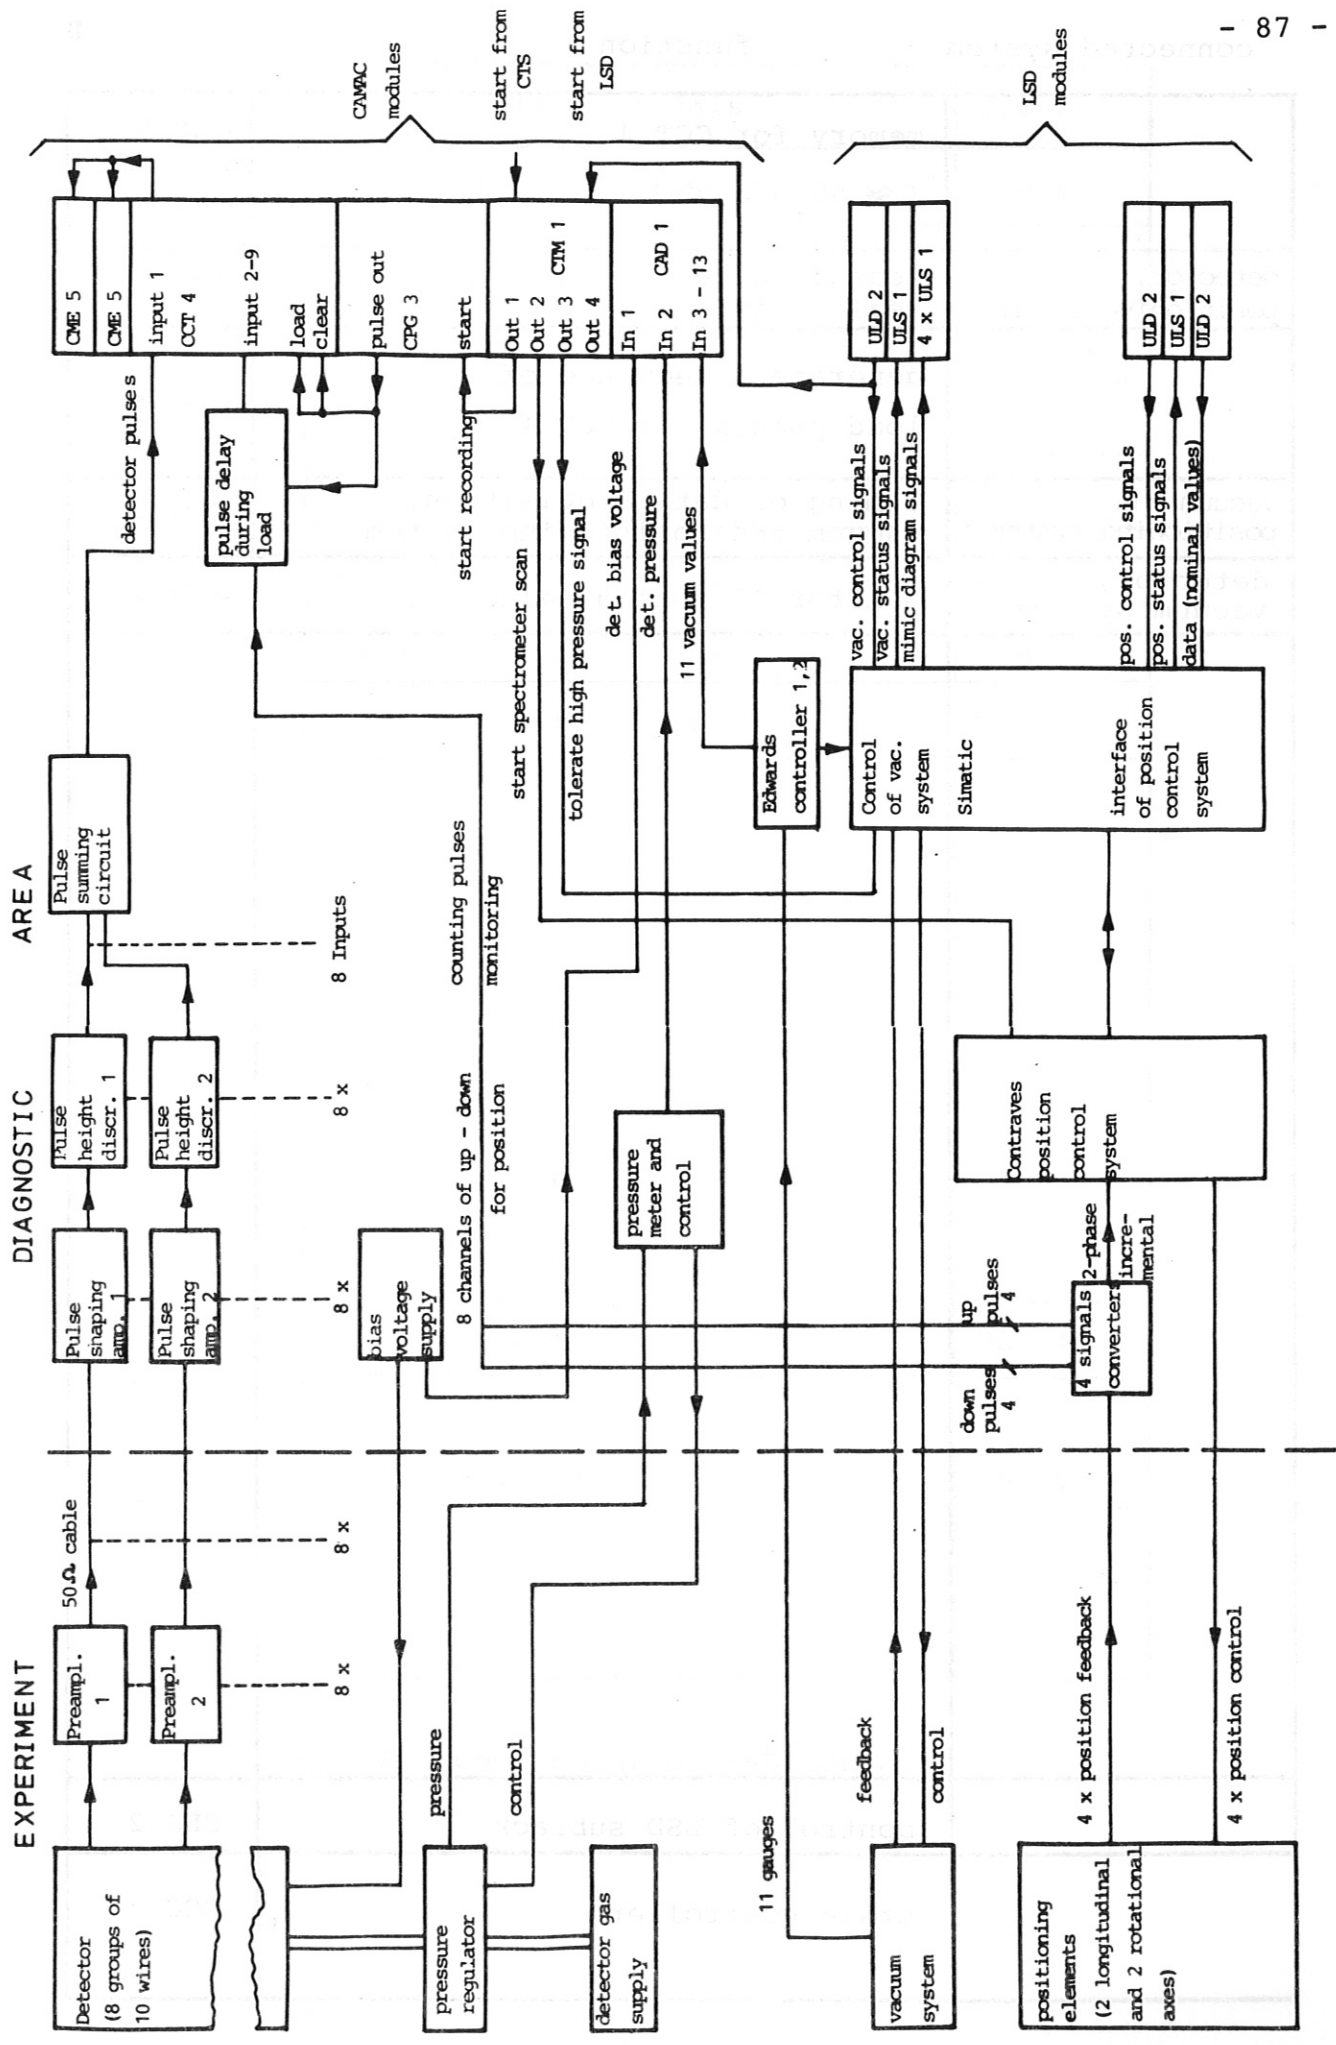 - 87 -
EXPERIMENT
DIAGNOSTIC
AREA
Detector
(8 groups of
10 wires)
Preampl.
1
Preampl.
2
8 x
50Ω cable
8 x
Pulse
shaping
amp. 1
Pulse
shaping
amp. 2
8 x
Pulse
height
discr. 1
Pulse
height
discr. 2
8 x
8 Inputs
Pulse
summing
circuit
detector pulses
pulse delay
during
load
CME 5
CME 5
input 1
CCT 4
input 2-9
load
clear
pulse out
CPG 3
start
Out 1
Out 2
Out 3
Out 4
CTM 1
In 1
In 2
CAD 1
In 3 - 13
CAMAC
modules
start from
CTS
start from
LSD
start recording
start spectrometer scan
tolerate high pressure signal
det. bias voltage
det. pressure
11 vacuum values
bias
voltage
supply
8 channels of up - down
counting pulses
for position
monitoring
pressure
regulator
pressure
control
pressure
meter and
control
detector gas
supply
11 gauges
Edwards
controller 1,2
vacuum
system
feedback
control
Control
of vac.
system
Simatic
interface
of position
control
system
vac. control signals
vac. status signals
mimic diagram signals
ULD 2
ULS 1
4 x ULS 1
LSD
modules
pos. control signals
pos. status signals
data (nominal values)
ULD 2
ULS 1
ULD 2
positioning
elements
(2 longitudinal
and 2 rotational
axes)
4 x position feedback
4 x position control
down
pulses
4
up
pulses
4
4 signals
converters
2-phase
incre-
mental
Contraves
position
control
system